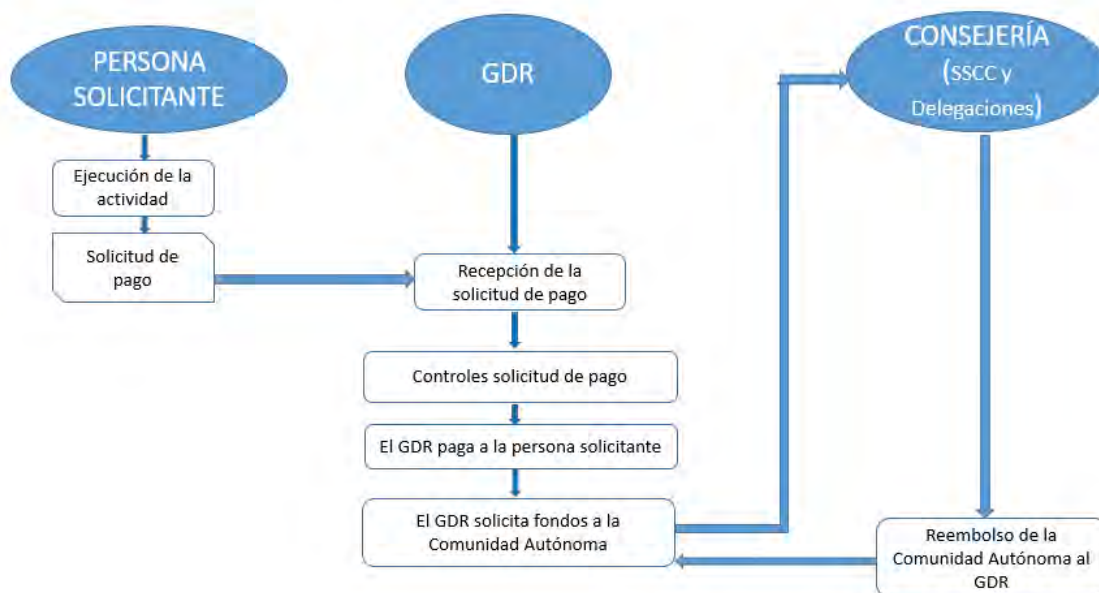 PERSONA
SOLICITANTE
Ejecución de la
actividad
Solicitud de
pago
GDR
Recepción de la
solicitud de pago
Controles solicitud de pago
El GDR paga a la persona solicitante
El GDR solicita fondos a la
Comunidad Autónoma
CONSEJERÍA
(SSCC y
Delegaciones)
Reembolso de la
Comunidad Autónoma al
GDR